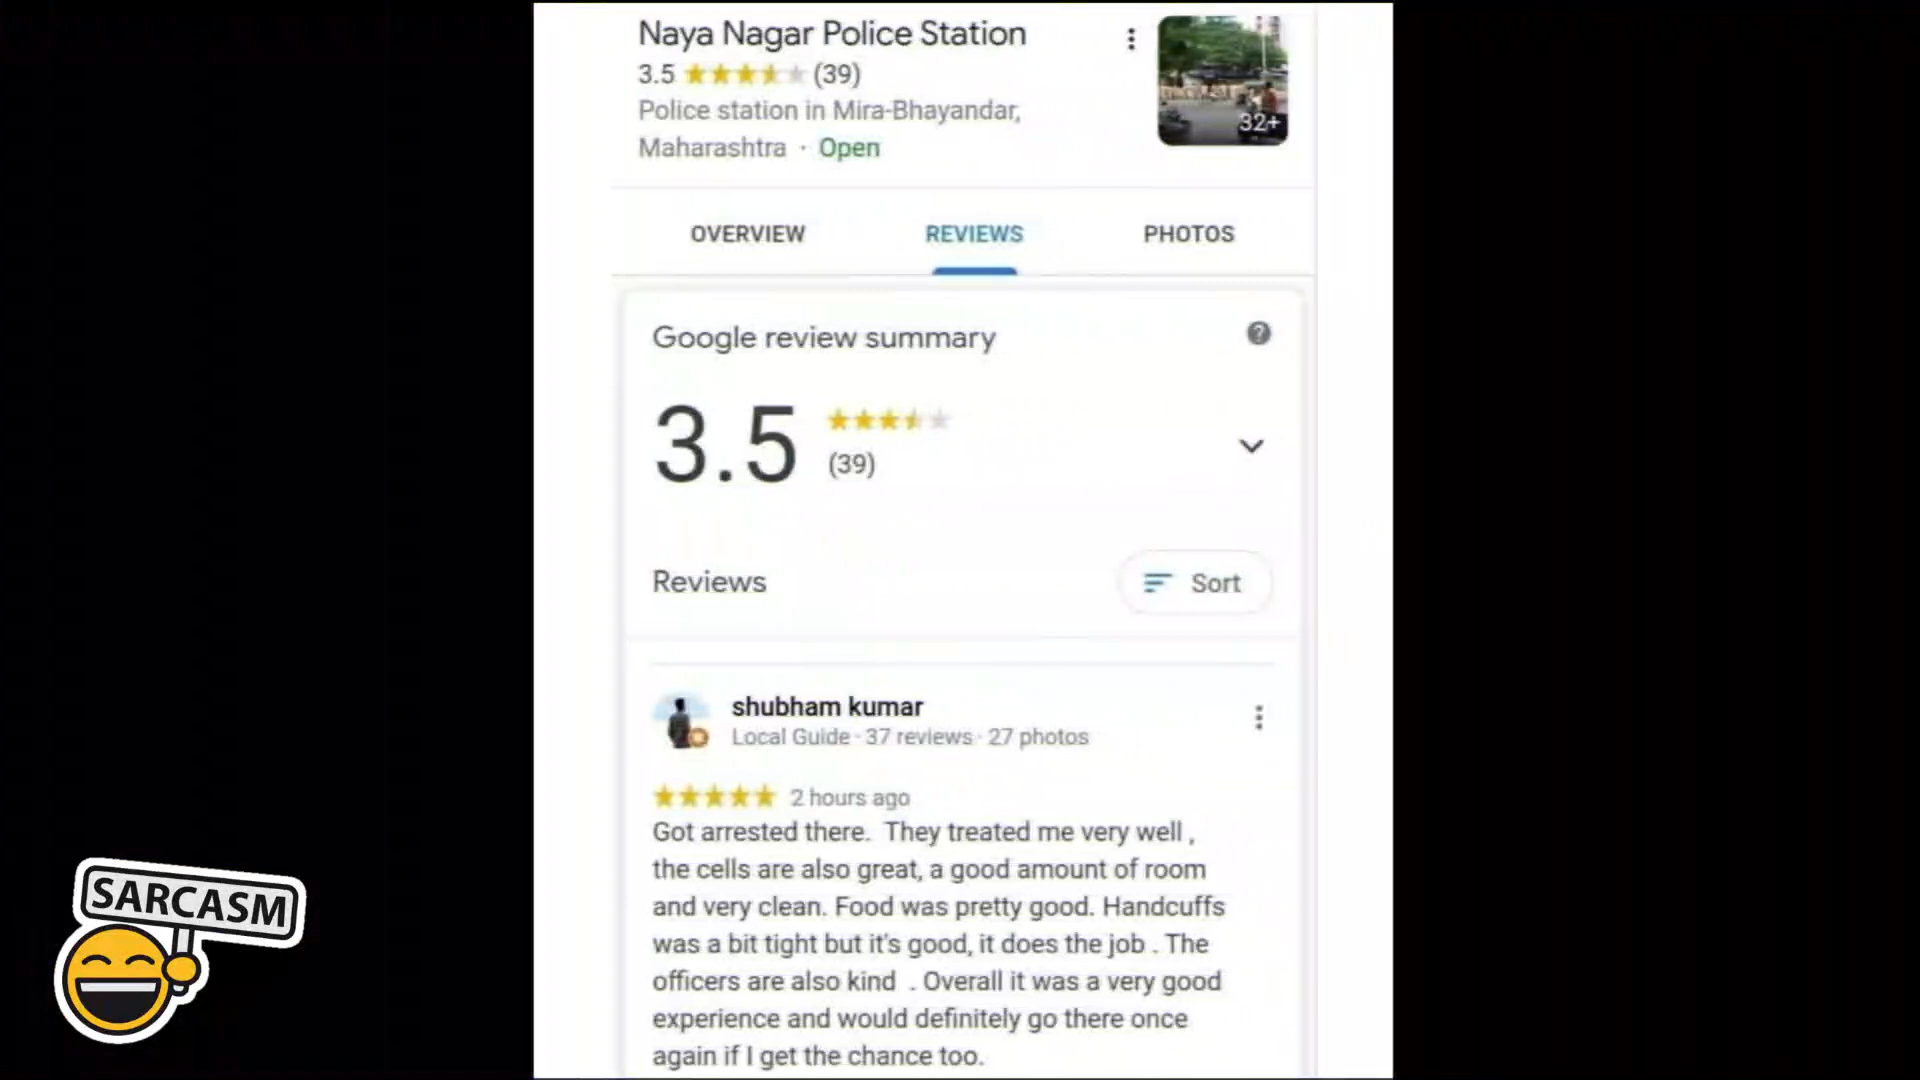 Naya Nagar Police Station
3.5 (39)
Police station in Mira-Bhayandar,
Maharashtra · Open
32+
OVERVIEW REVIEWS PHOTOS
Google review summary
3.5
(39)
Reviews
Sort
shubham kumar
Local Guide · 37 reviews · 27 photos
2 hours ago
Got arrested there. They treated me very well ,
the cells are also great, a good amount of room
and very clean. Food was pretty good. Handcuffs
was a bit tight but it's good, it does the job . The
officers are also kind . Overall it was a very good
experience and would definitely go there once
again if I get the chance too.
SARCASM